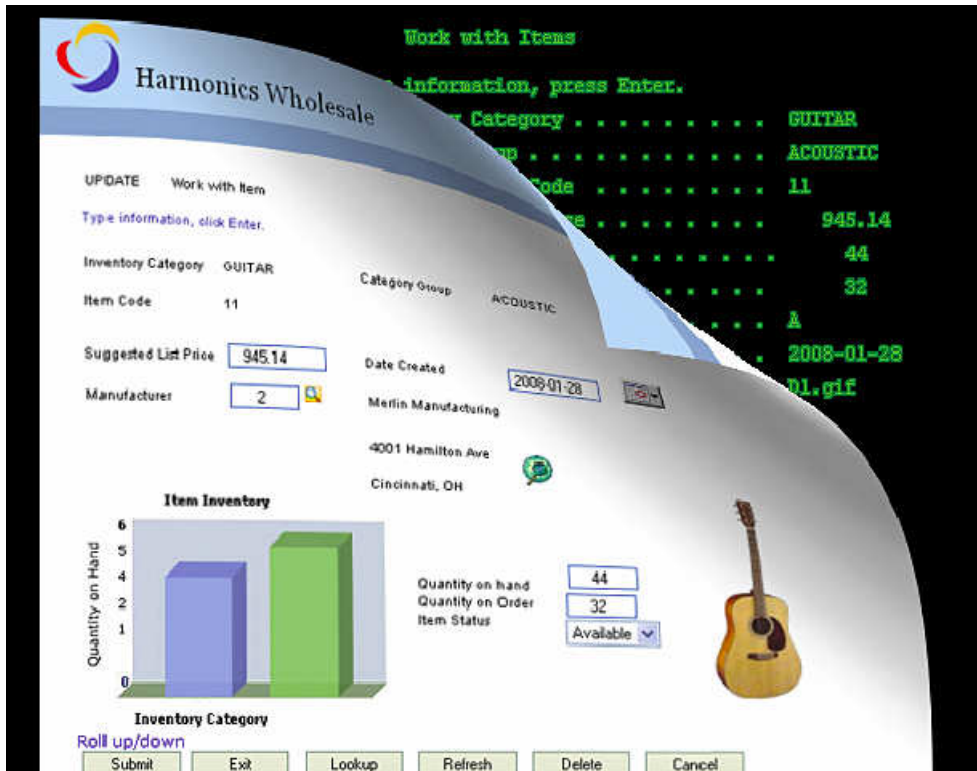 Work with Items
information, press Enter.
Category . . . . . . . . . . GUITAR
. . . . . . . . . . . ACOUSTIC
Code . . . . . . . . . 11
. . . . . . . . . 945.14
. . . . . . . . 44
. . . . . . 32
. . . . A
. . 2008-01-28
D1.gif
Harmonics Wholesale
UPDATE Work with Item
Type information, click Enter.
Inventory Category GUITAR Category Group ACOUSTIC
Item Code 11
Suggested List Price 945.14 Date Created 2008-01-28
Manufacturer 2 Merlin Manufacturing
4001 Hamilton Ave
Cincinnati, OH
Item Inventory
6
5
4
2
1
0
Quantity on Hand
Inventory Category
Quantity on hand 44
Quantity on Order 32
Item Status Available
Roll up/down
Submit Exit Lookup Refresh Delete Cancel